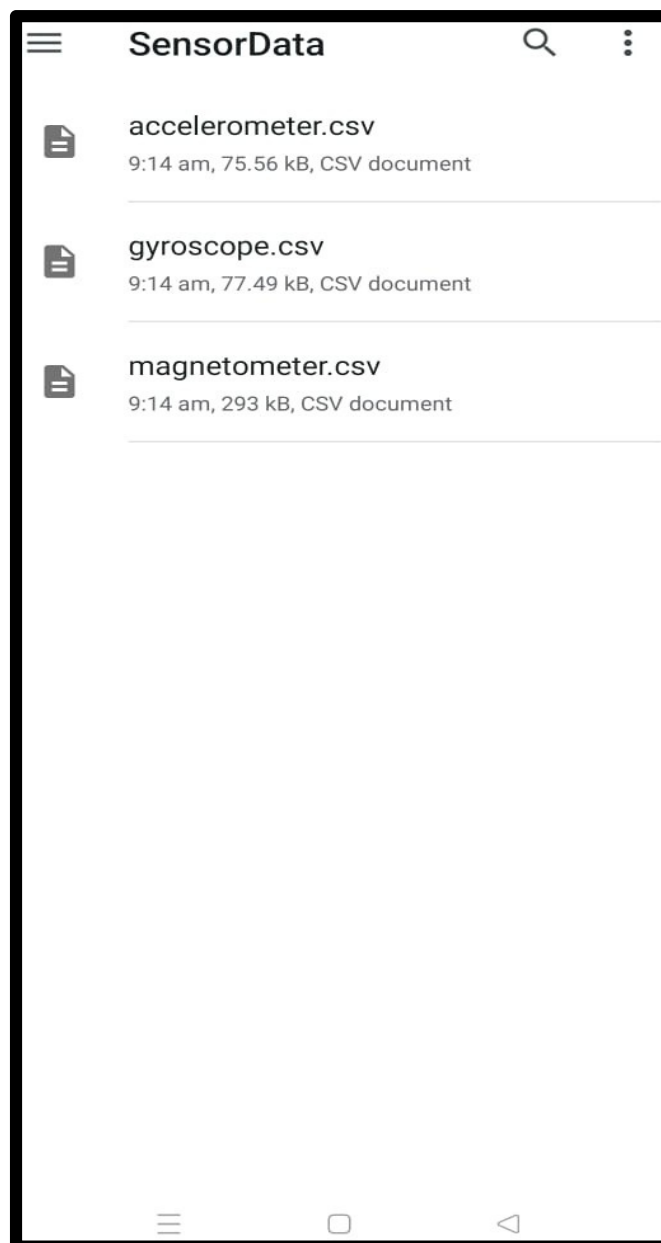 SensorData
accelerometer.csv
9:14 am, 75.56 kB, CSV document
gyroscope.csv
9:14 am, 77.49 kB, CSV document
magnetometer.csv
9:14 am, 293 kB, CSV document